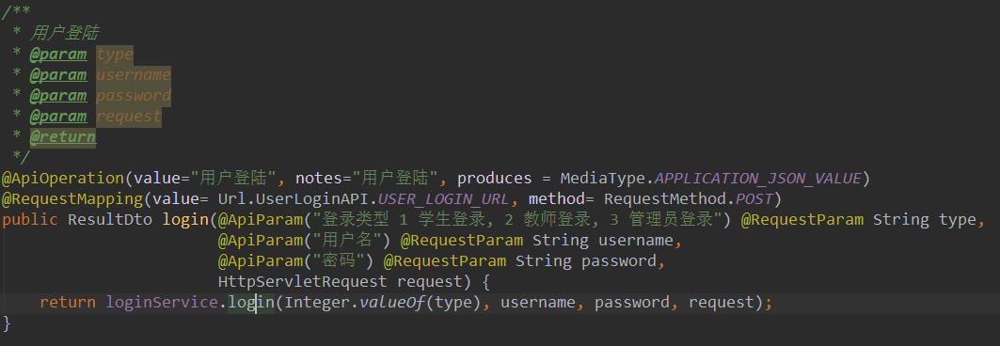 /**
 * 用户登陆
 * @param type
 * @param username
 * @param password
 * @param request
 * @return
 */
@ApiOperation(value="用户登陆", notes="用户登陆", produces = MediaType.APPLICATION_JSON_VALUE)
@RequestMapping(value= Url.UserLoginAPI.USER_LOGIN_URL, method= RequestMethod.POST)
public ResultDto login(@ApiParam("登录类型 1 学生登录, 2 教师登录, 3 管理员登录") @RequestParam String type,
                       @ApiParam("用户名") @RequestParam String username,
                       @ApiParam("密码") @RequestParam String password,
                       HttpServletRequest request) {
    return loginService.login(Integer.valueOf(type), username, password, request);
}